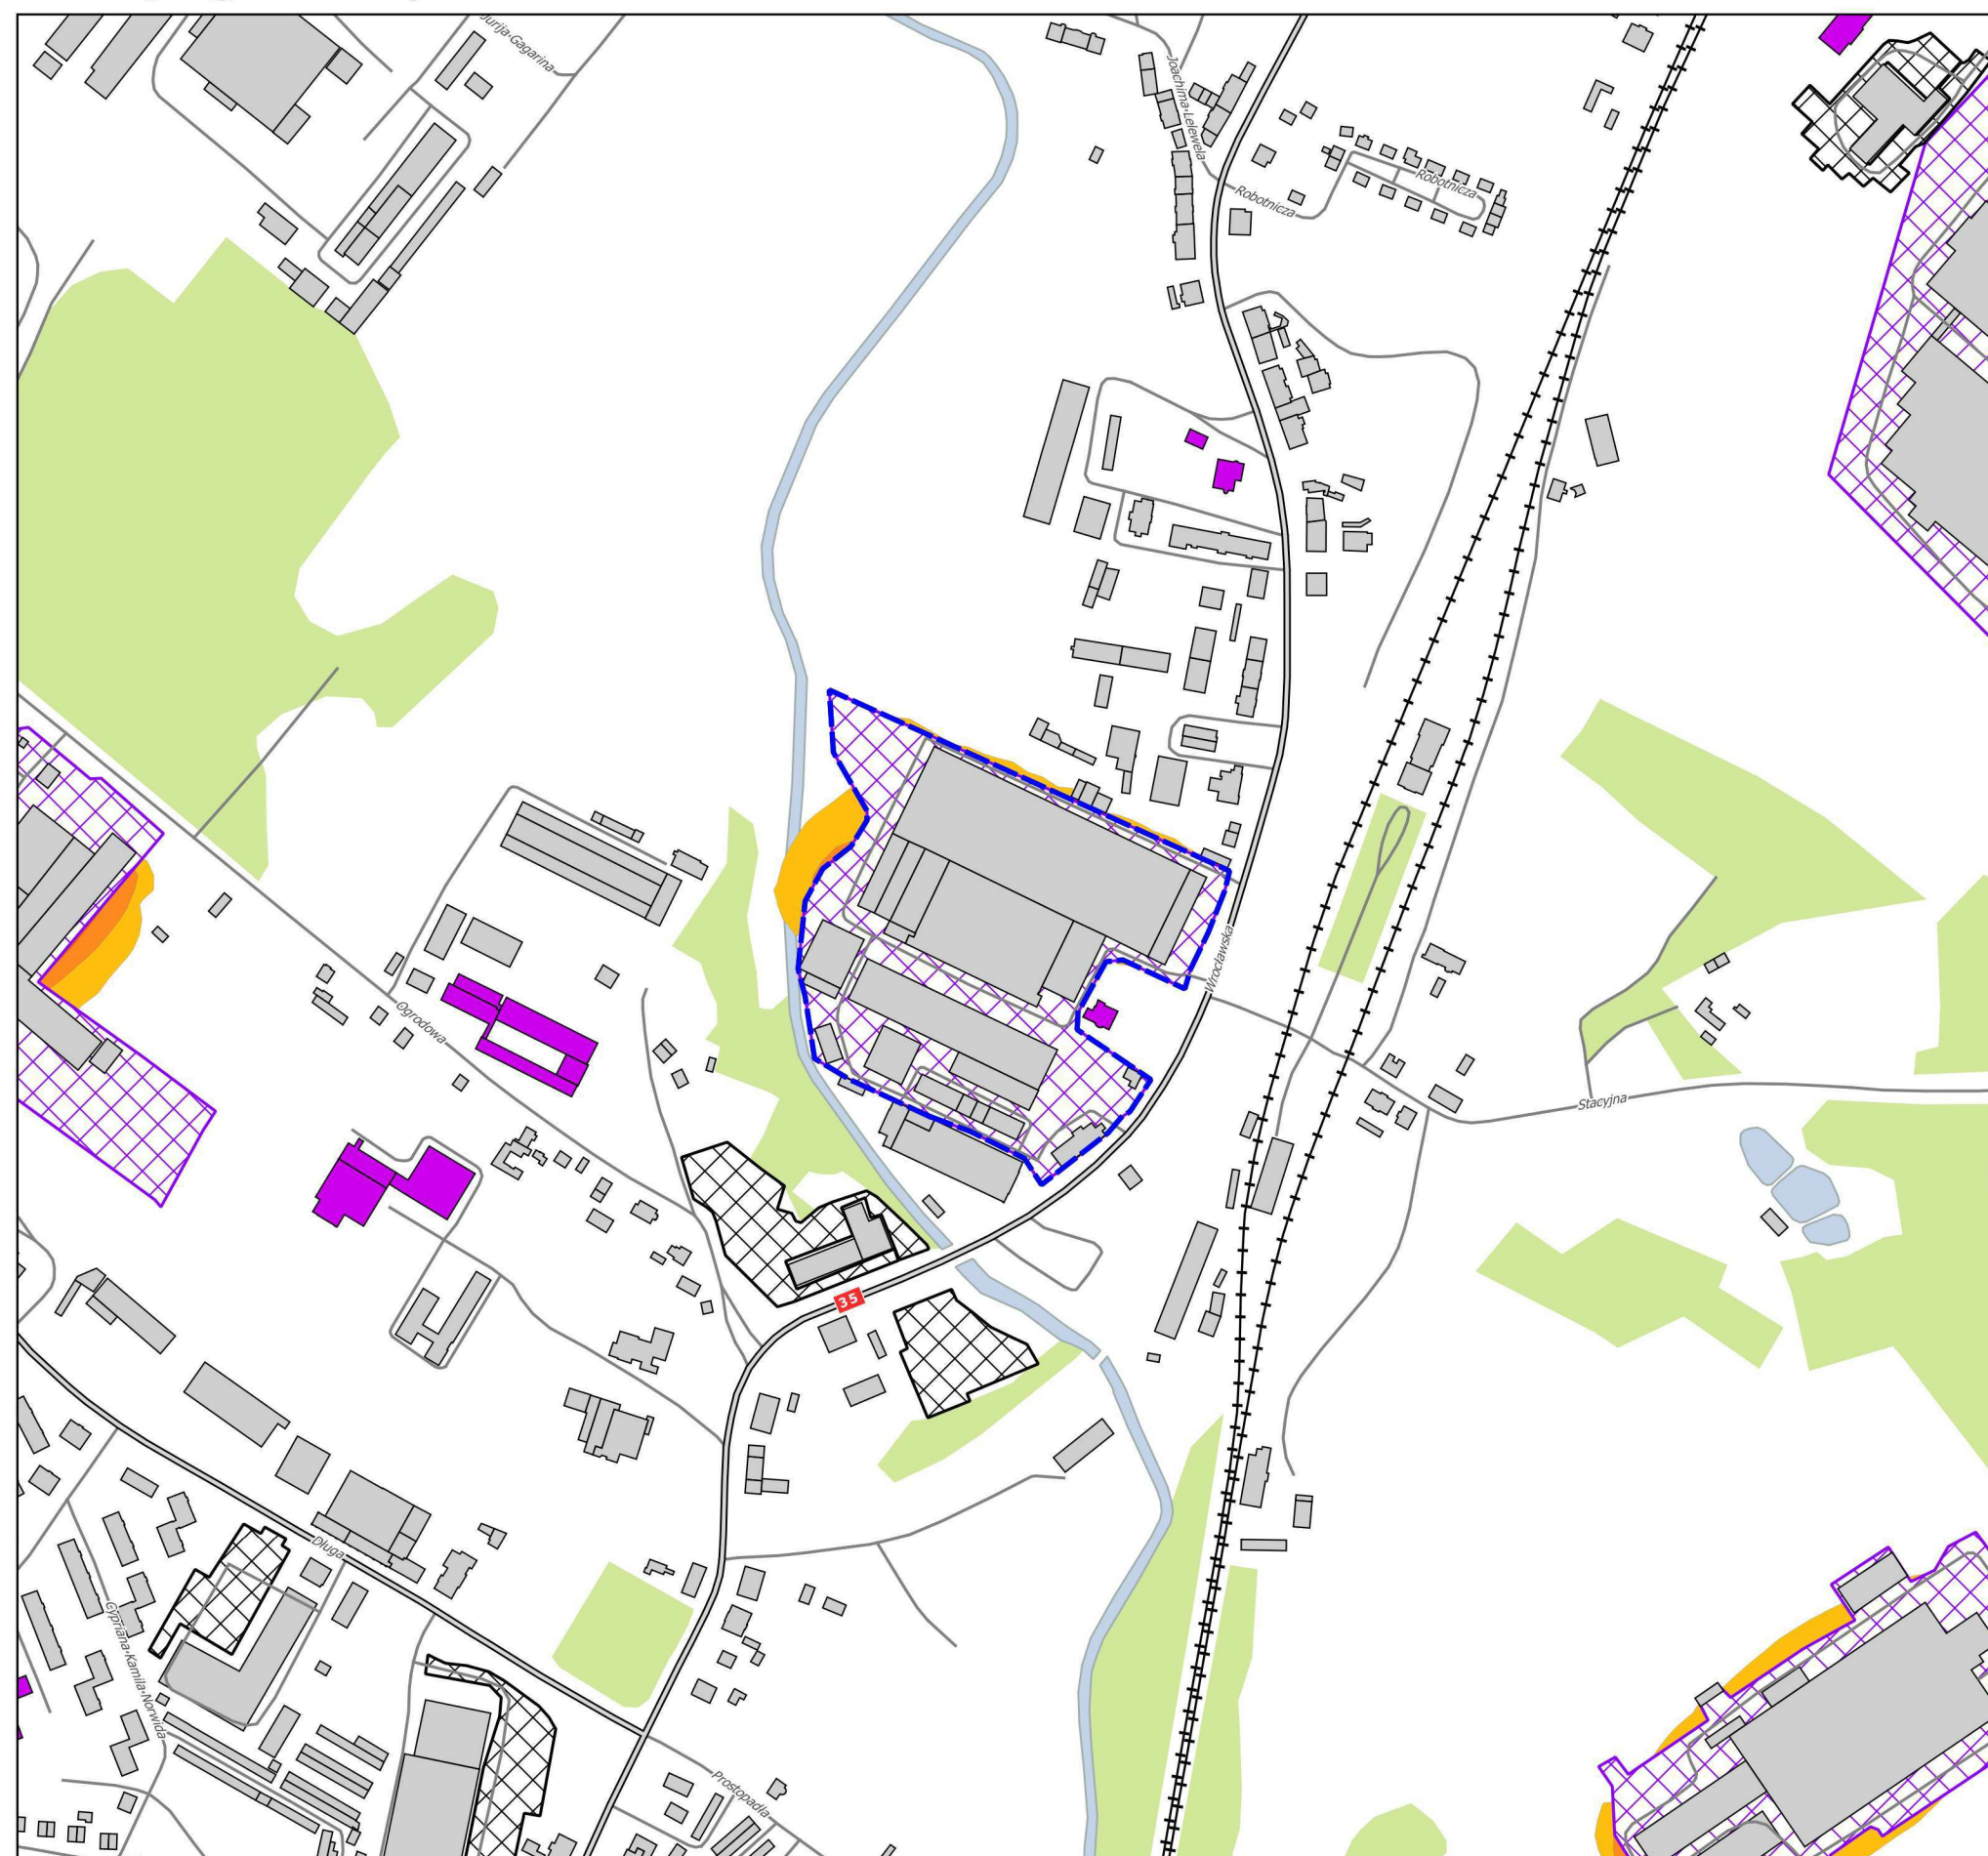 Jurija Gagarina
Joachima Lelewela
Robotnicza
Robotnicza
Wrocławska
Ogrodowa
Stacyjna
35
Długa
Cypriana Kamila Norwida
Prostopadła